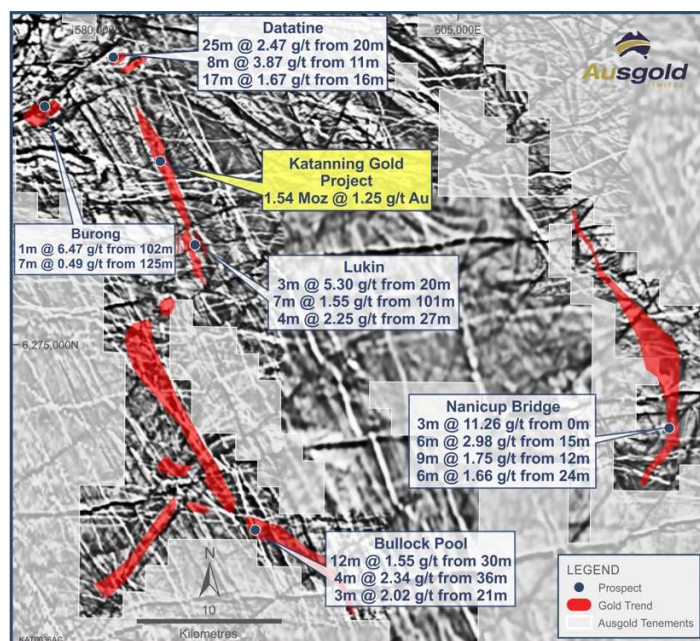 580,000E
605,000E
Datatine
25m @ 2.47 g/t from 20m
8m @ 3.87 g/t from 11m
17m @ 1.67 g/t from 16m
Ausgold
LIMITED
Katanning Gold
Project
1.54 Moz @ 1.25 g/t Au
Burong
1m @ 6.47 g/t from 102m
7m @ 0.49 g/t from 125m
Lukin
3m @ 5.30 g/t from 20m
7m @ 1.55 g/t from 101m
4m @ 2.25 g/t from 27m
6,275,000N
Nanicup Bridge
3m @ 11.26 g/t from 0m
6m @ 2.98 g/t from 15m
9m @ 1.75 g/t from 12m
6m @ 1.66 g/t from 24m
Bullock Pool
12m @ 1.55 g/t from 30m
4m @ 2.34 g/t from 36m
3m @ 2.02 g/t from 21m
N
10
Kilometres
LEGEND
Prospect
Gold Trend
Ausgold Tenements